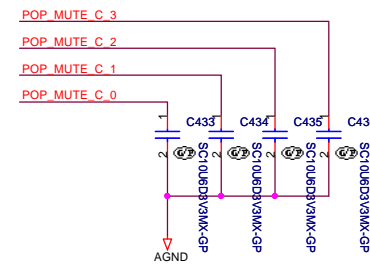 POP_MUTE_C_3
POP_MUTE_C_2
POP_MUTE_C_1
POP_MUTE_C_0
1 C433 1 C434 1 C435 1 C43
2 G/P 2 G/P 2 G/P 2 G/P
SC10U6D3V3MX-GP
SC10U6D3V3MX-GP
SC10U6D3V3MX-GP
SC10U6D3V3MX-GP
AGND